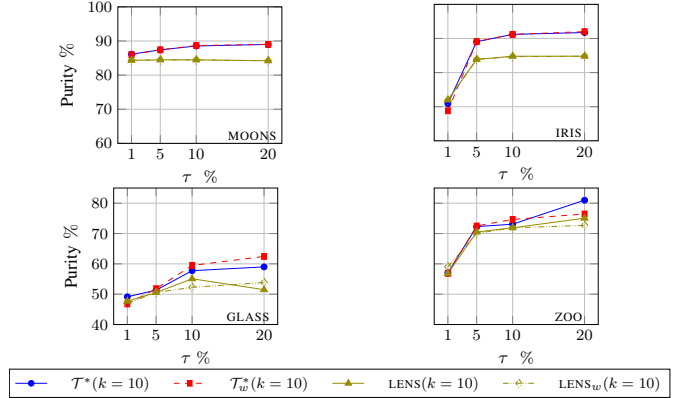 100
90
80
70
60
Purity %
MOONS
1 5 10 20
τ %
IRIS
1 5 10 20
τ %
80
70
60
50
40
Purity %
GLASS
1 5 10 20
τ %
ZOO
1 5 10 20
τ %
𝒯*(k = 10) 𝒯*_w(k = 10) LENS(k = 10) LENS_w(k = 10)